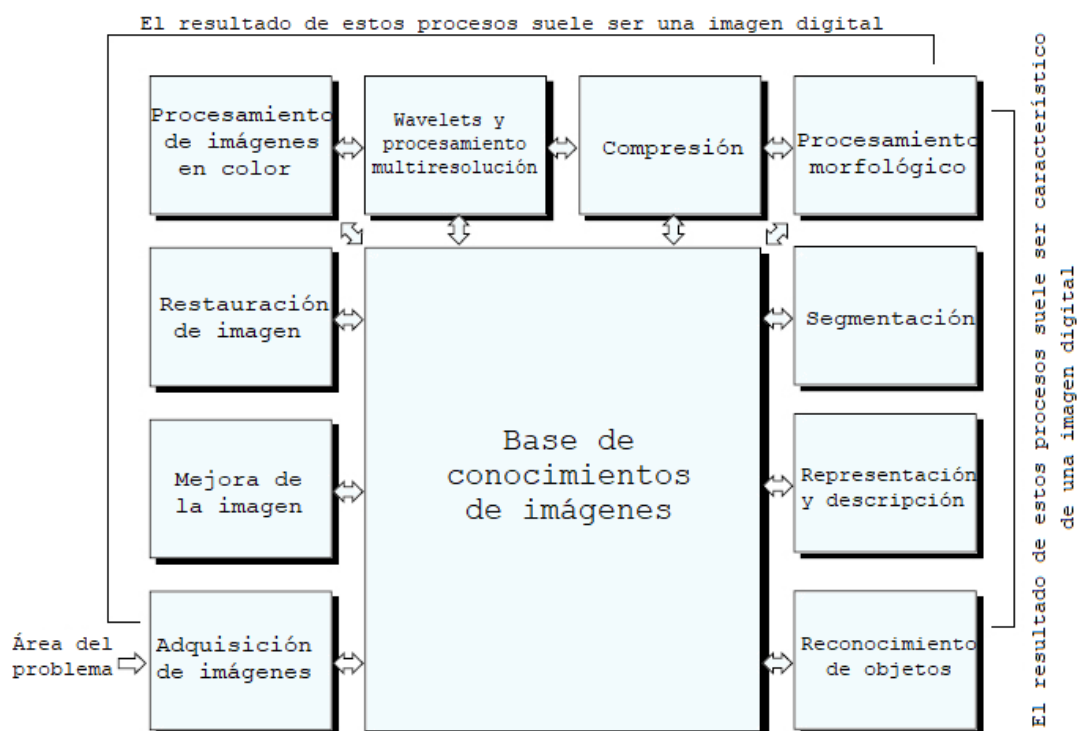 El resultado de estos procesos suele ser una imagen digital
Procesamiento
de imágenes
en color
Wavelets y
procesamiento
multiresolución
Compresión
Procesamiento
morfológico
Restauración
de imagen
Segmentación
Mejora de
la imagen
Base de
conocimientos
de imágenes
Representación
y descripción
Área del
problema
Adquisición
de imágenes
Reconocimiento
de objetos
El resultado de estos procesos suele ser característico
de una imagen digital